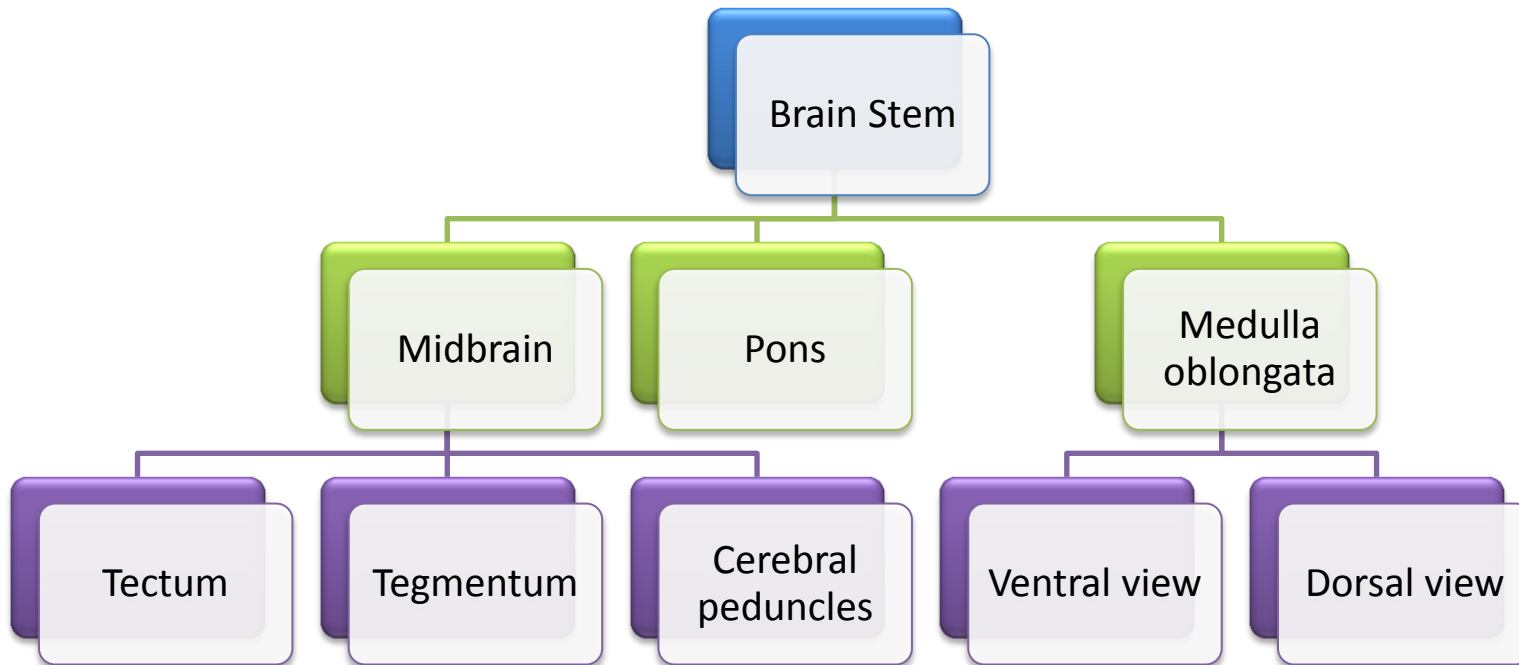 Brain Stem
Midbrain
Pons
Medulla
oblongata
Tectum
Tegmentum
Cerebral
peduncles
Ventral view
Dorsal view